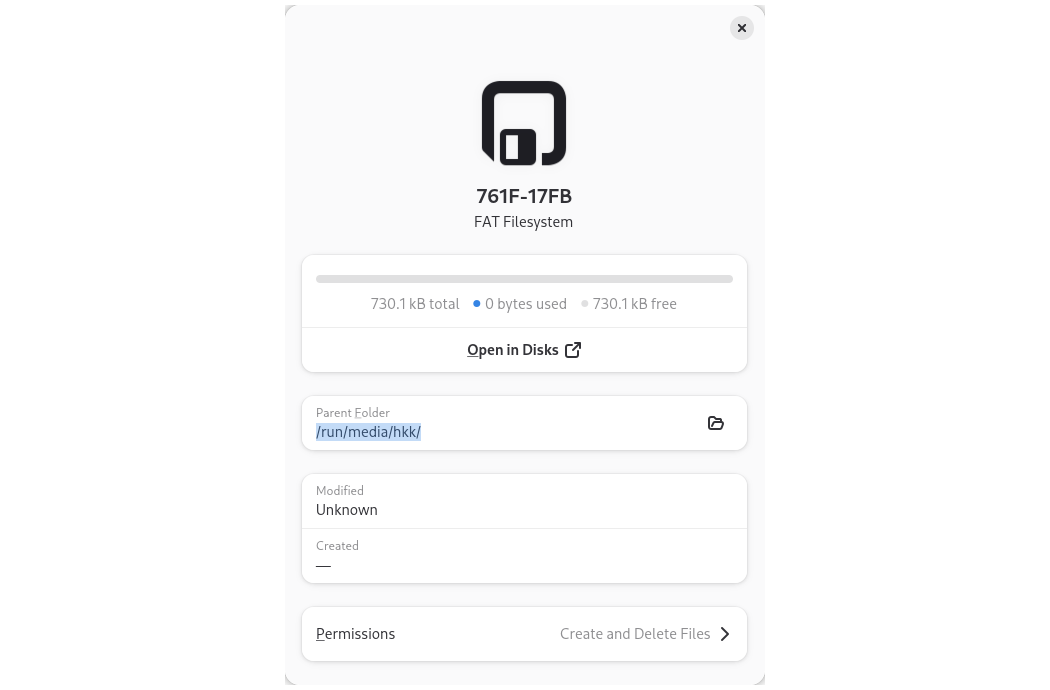 761F-17FB
FAT Filesystem
730.1 kB total 0 bytes used 730.1 kB free
Open in Disks
Parent Folder
/run/media/hkk/
Modified
Unknown
Created
—
Permissions Create and Delete Files